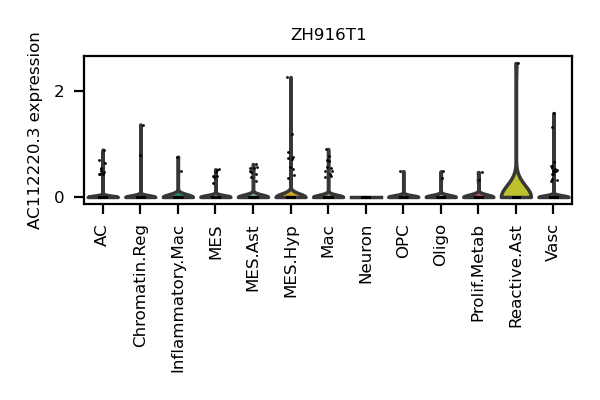 ZH916T1
AC112220.3 expression
2
0
AC
Chromatin.Reg
Inflammatory.Mac
MES
MES.Ast
MES.Hyp
Mac
Neuron
OPC
Oligo
Prolif.Metab
Reactive.Ast
Vasc